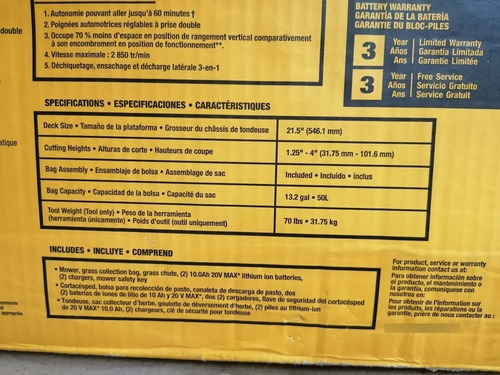 double
atique
appropriée
1. Autonomie pouvant aller jusqu'à 60 minutes †
2. Poignées automotrices réglables à prise double
3. Occupe 70 % moins d'espace en position de rangement vertical comparativement
à son encombrement en position de fonctionnement**.
4. Vitesse maximale : 2 850 tr/min
5. Déchiquetage, ensachage et décharge latérale 3-en-1
BATTERY WARRANTY
GARANTÍA DE LA BATERÍA
GARANTIE DU BLOC-PILES
3 Year Limited Warranty
Años Garantía Limitada
Ans Garantie Limitée
3 Year Free Service
Años Servicio Gratuito
Ans Service Gratuit
SPECIFICATIONS • ESPECIFICACIONES • CARACTÉRISTIQUES
Deck Size • Tamaño de la plataforma • Grosseur du châssis de tondeuse 21.5" (546.1 mm)
Cutting Heights • Alturas de corte • Hauteurs de coupe 1.25" - 4" (31.75 mm - 101.6 mm)
Bag Assembly • Ensamblaje de bolsa • Assemblage de sac Included • Incluido • inclus
Bag Capacity • Capacidad de la bolsa • Capacité du sac 13.2 gal • 50L
Tool Weight (Tool only) • Peso de la herramienta
(herramienta únicamente) • Poids d'outil (outil uniquement) 70 lbs • 31.75 kg
INCLUDES • INCLUYE • COMPREND
• Mower, grass collection bag, grass chute, (2) 10.0Ah 20V MAX* lithium ion batteries,
(2) chargers, mower safety key
• Cortacésped, bolsa para recolección de pasto, canaleta de descarga de pasto, dos
(2) baterías de iones de litio de 10 Ah y 20 V MAX*, dos (2) cargadores, llave de seguridad del cortacésped
• Tondeuse, sac collecteur d'herbe, goulotte de déversement d'herbe, deux (2) piles au lithium-ion
de 20 V MAX* 10.0 Ah, (2) chargeurs, clé de sécurité pour tondeuse
For product, service or warranty
information contact us at:
Para obtener información sobre
el producto, el mantenimiento o
la garantía, comuníquese con
nosotros en:
Pour obtenir de l'information sur
les produits, les réparations ou la
garantie, prière de nous contacter au :